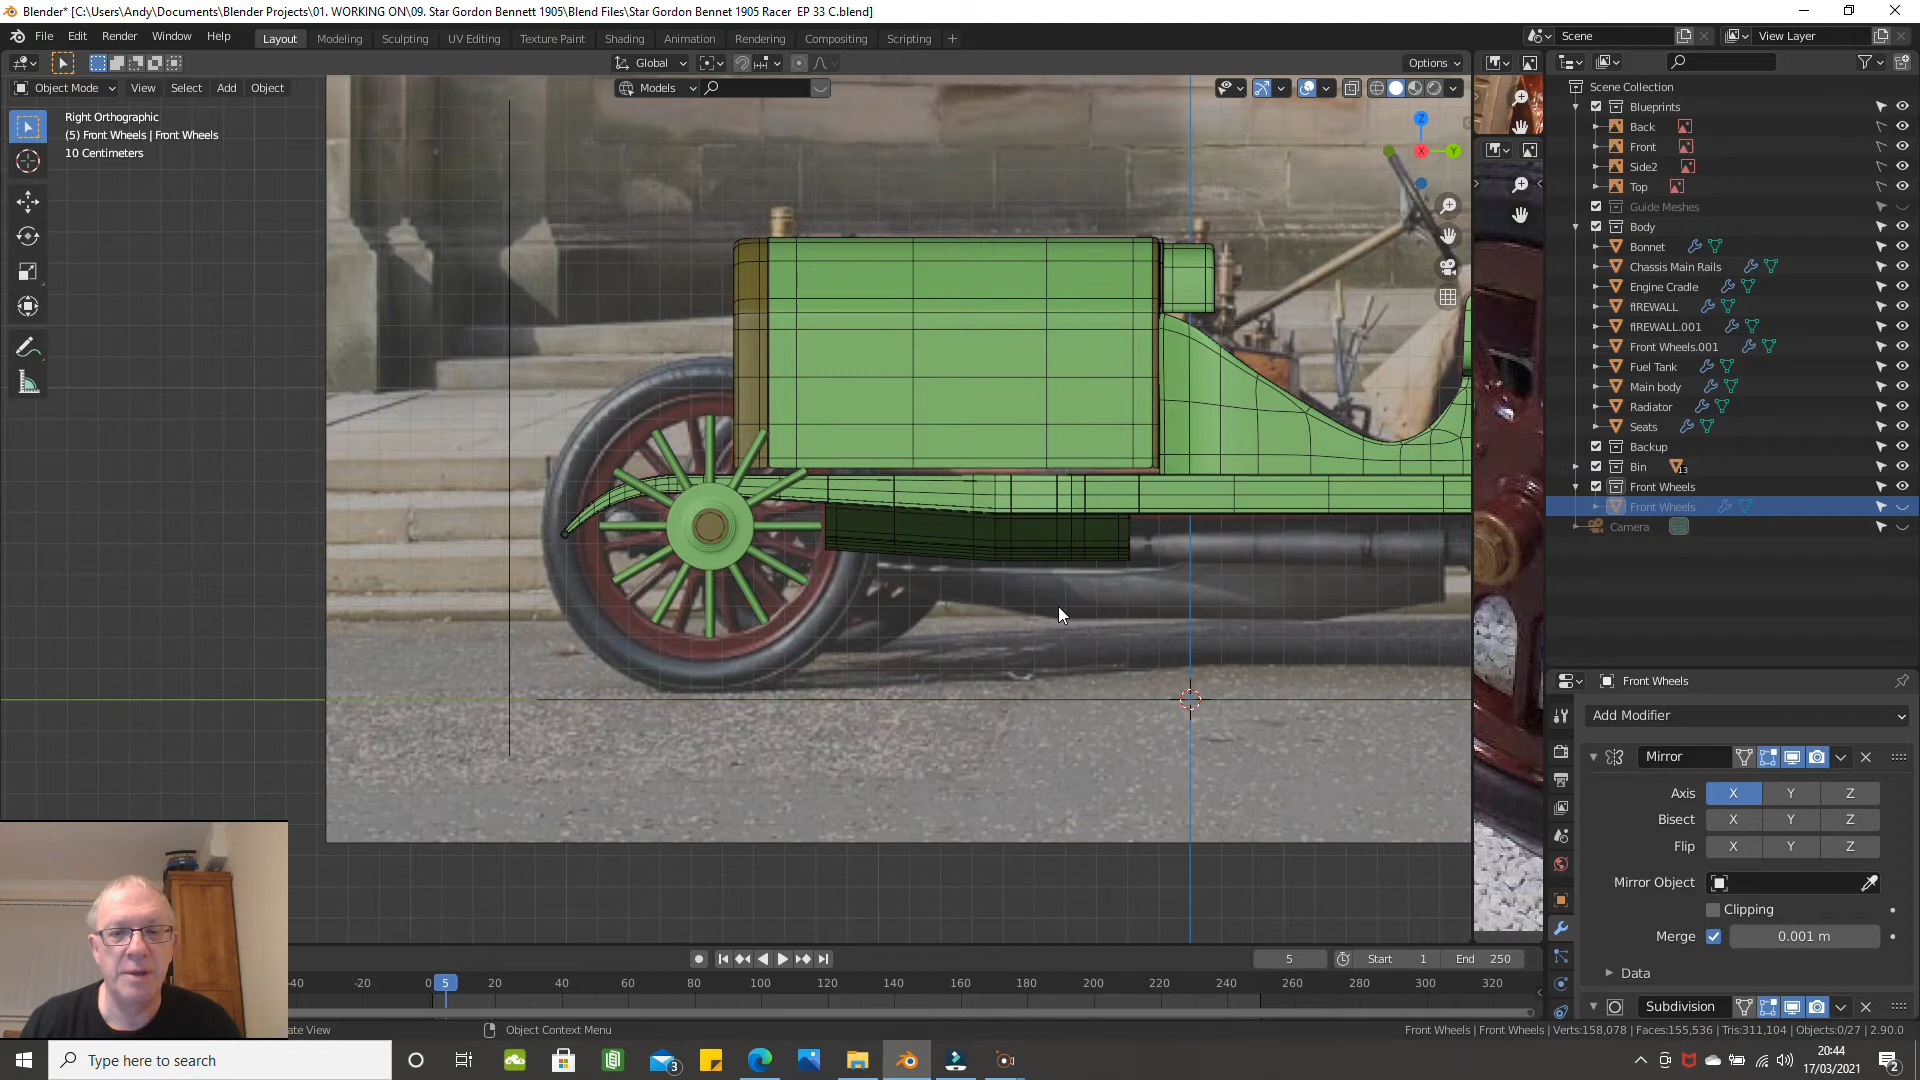 Blender* [C:\Users\Andy\Documents\Blender Projects\01. WORKING ON\09. Star Gordon Bennett 1905\Blend Files\Star Gordon Bennet 1905 Racer  EP 33 C.blend]
File Edit Render Window Help Layout Modeling Sculpting UV Editing Texture Paint Shading Animation Rendering Compositing Scripting + Scene View Layer
Global Options
Object Mode View Select Add Object Models
Right Orthographic
(5) Front Wheels | Front Wheels
10 Centimeters
Z
X
Y
Scene Collection
Blueprints
Back
Front
Side2
Top
Guide Meshes
Body
Bonnet
Chassis Main Rails
Engine Cradle
fIREWALL
fIREWALL.001
Front Wheels.001
Fuel Tank
Main body
Radiator
Seats
Backup
Bin 13
Front Wheels
Front Wheels
Camera
Front Wheels
Add Modifier
Mirror
Axis X Y Z
Bisect X Y Z
Flip X Y Z
Mirror Object
Clipping
Merge 0.001 m
Data
Subdivision
5 Start 1 End 250
-40 -20 0 5 20 40 60 80 100 120 140 160 180 200 220 240 260 280 300 320
ate View Object Context Menu
Front Wheels | Front Wheels | Verts:158,078 | Faces:155,536 | Tris:311,104 | Objects:0/27 | 2.90.0
Type here to search
3
20:44
17/03/2021
2